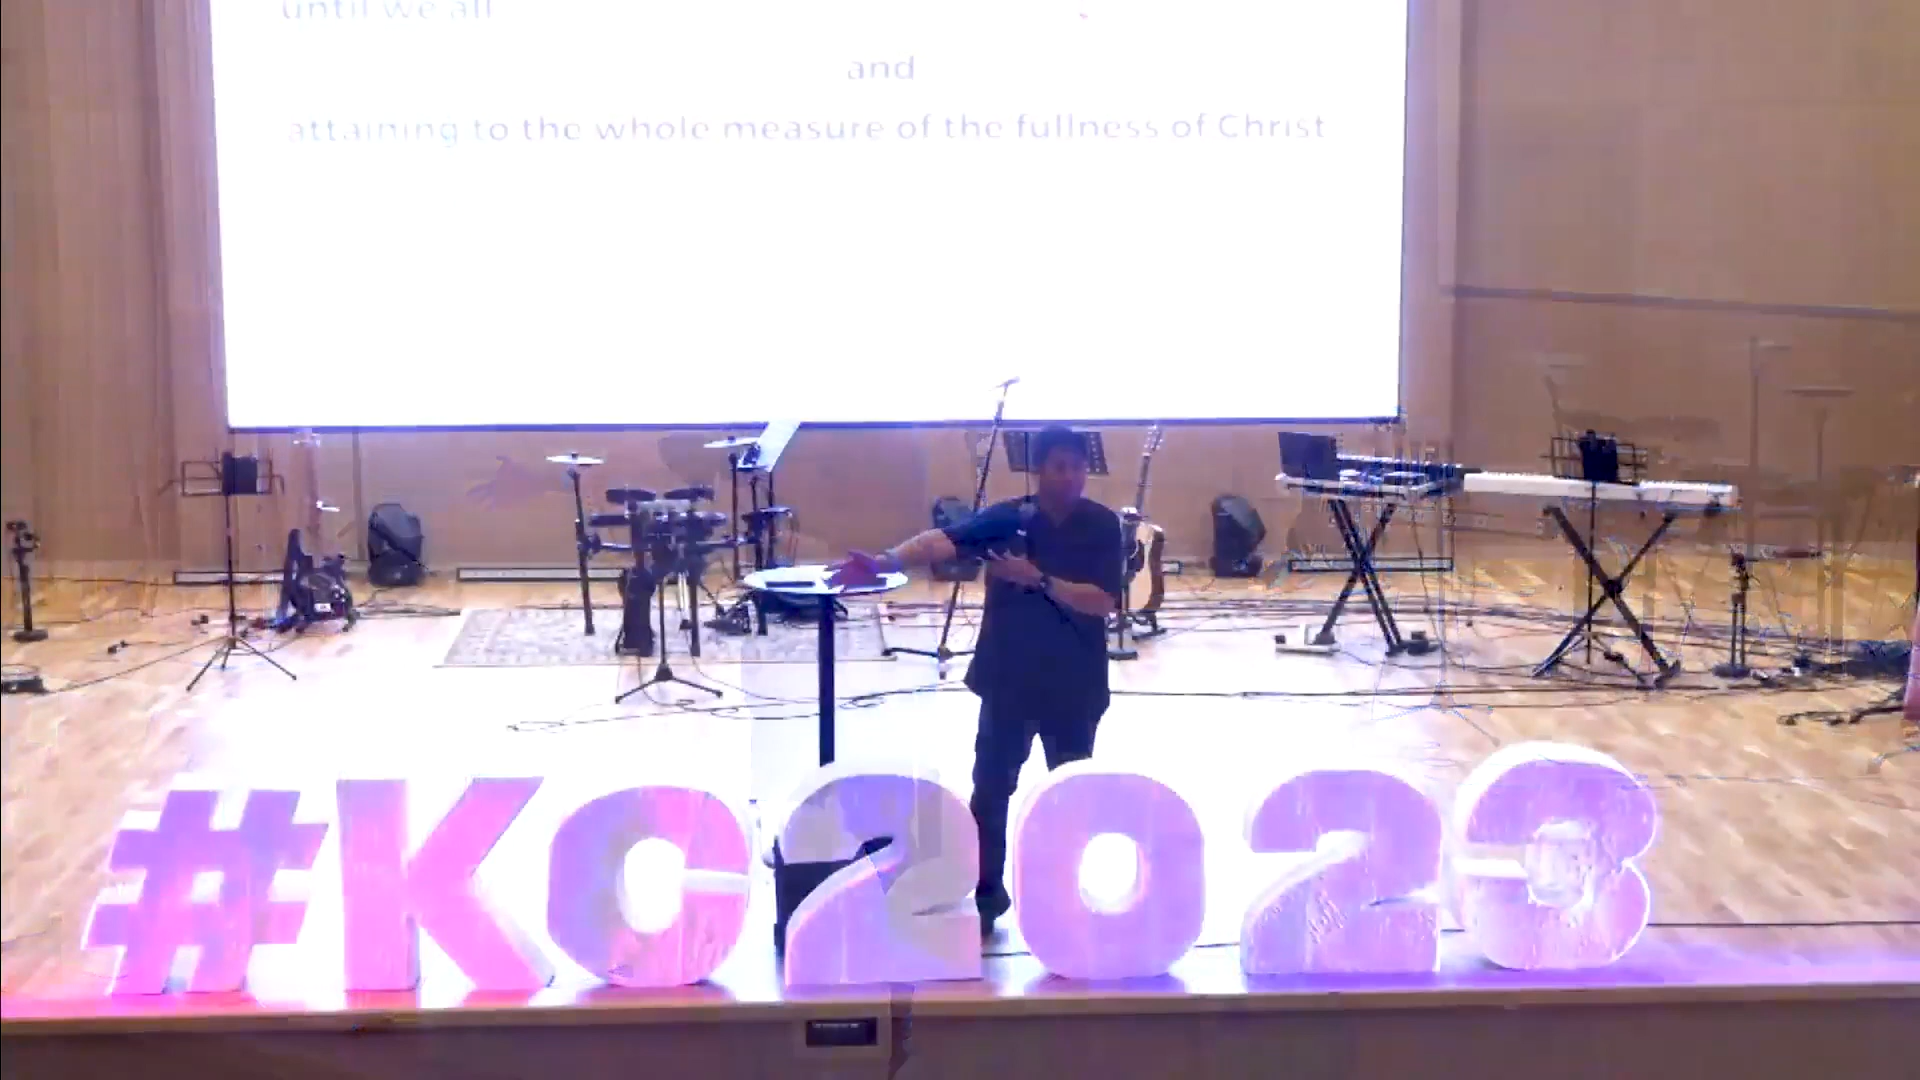 until we all
and
attaining to the whole measure of the fullness of Christ
#KC2023